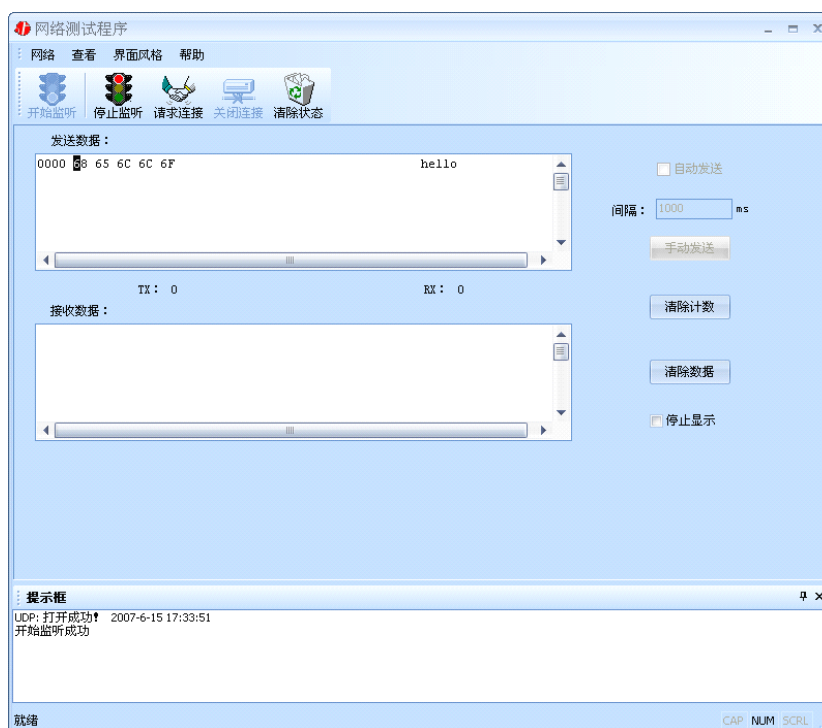 网络测试程序
网络 查看 界面风格 帮助
开始监听 停止监听 请求连接 关闭连接 清除状态
发送数据：
0000 68 65 6C 6C 6F hello
自动发送
间隔： 1000 ms
手动发送
TX： 0 RX： 0
接收数据：
清除计数
清除数据
停止显示
提示框
UDP: 打开成功! 2007-6-15 17:33:51
开始监听成功
就绪 CAP NUM SCRL